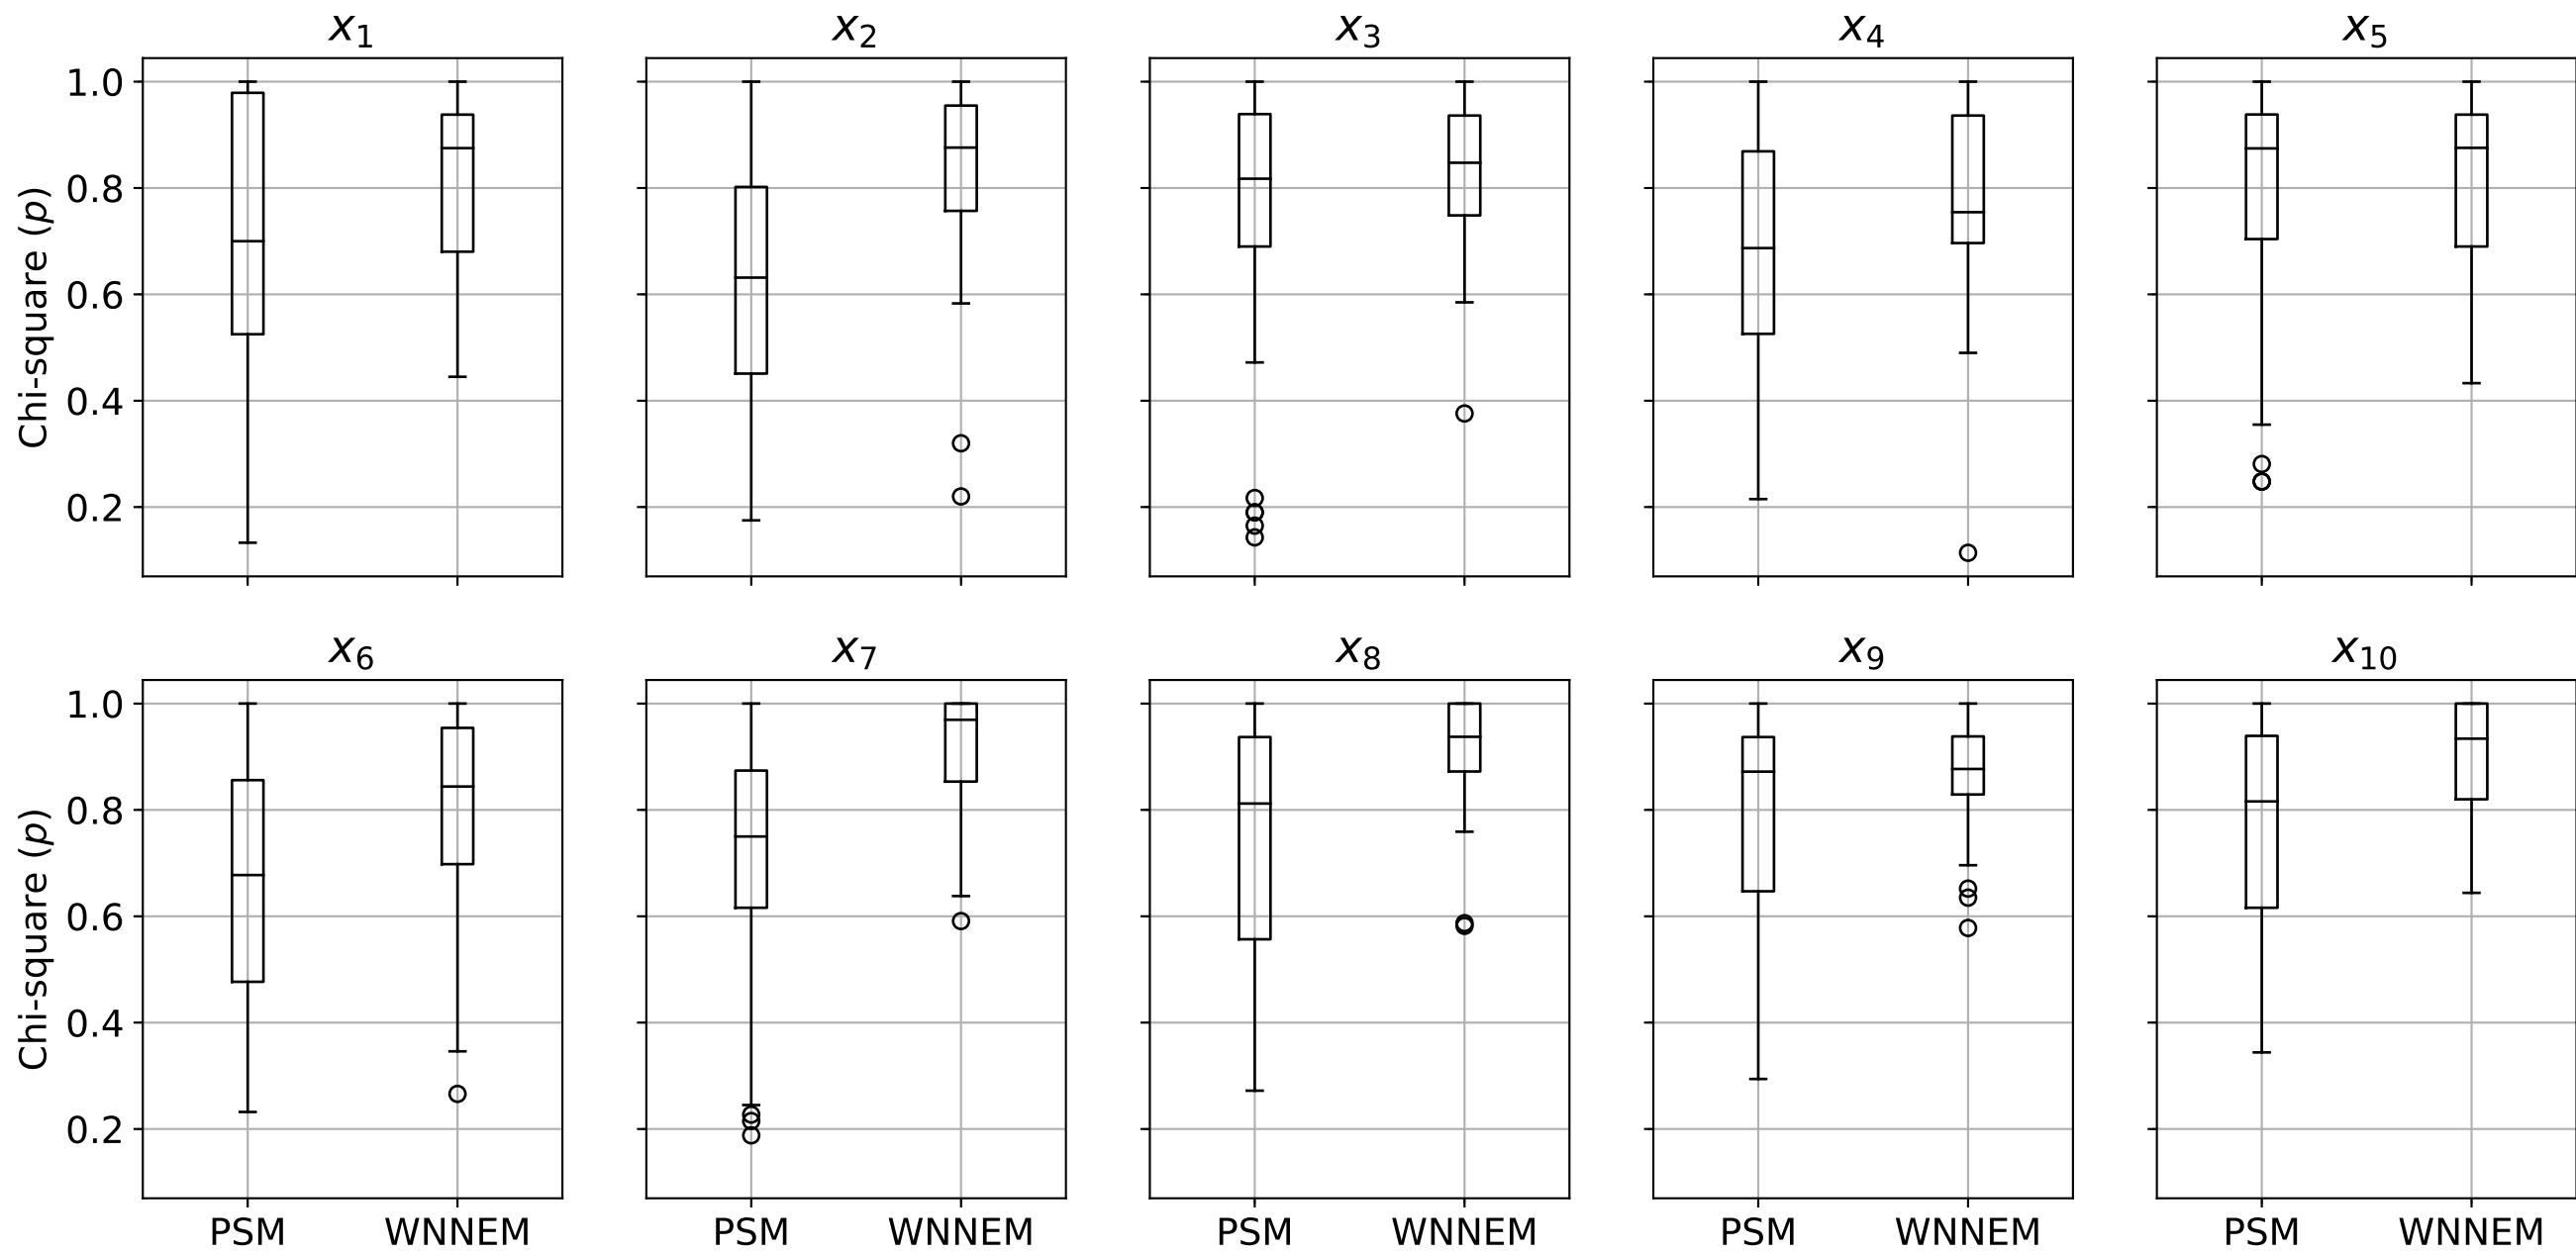 x₁ x₂ x₃ x₄ x₅
Chi-square (p)
1.0
0.8
0.6
0.4
0.2
x₆ x₇ x₈ x₉ x₁₀
Chi-square (p)
1.0
0.8
0.6
0.4
0.2
PSM WNNEM PSM WNNEM PSM WNNEM PSM WNNEM PSM WNNEM